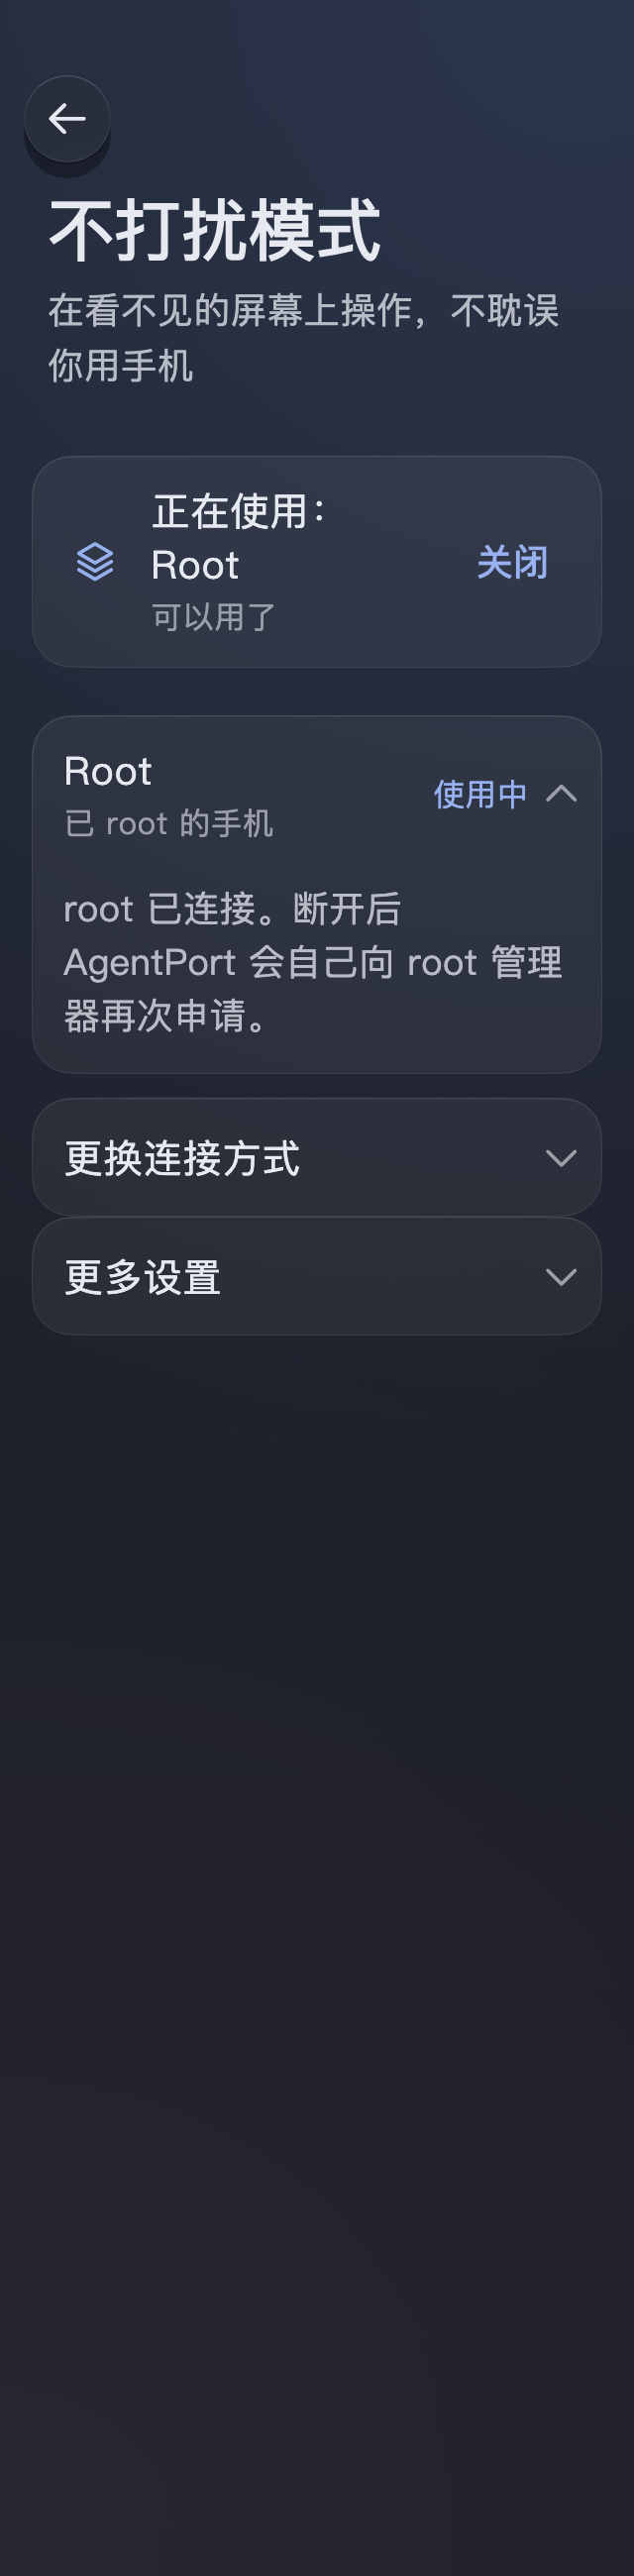 不打扰模式
在看不见的屏幕上操作，不耽误
你用手机
正在使用：
Root
可以用了
关闭
Root
已 root 的手机
使用中
root 已连接。断开后
AgentPort 会自己向 root 管理
器再次申请。
更换连接方式
更多设置